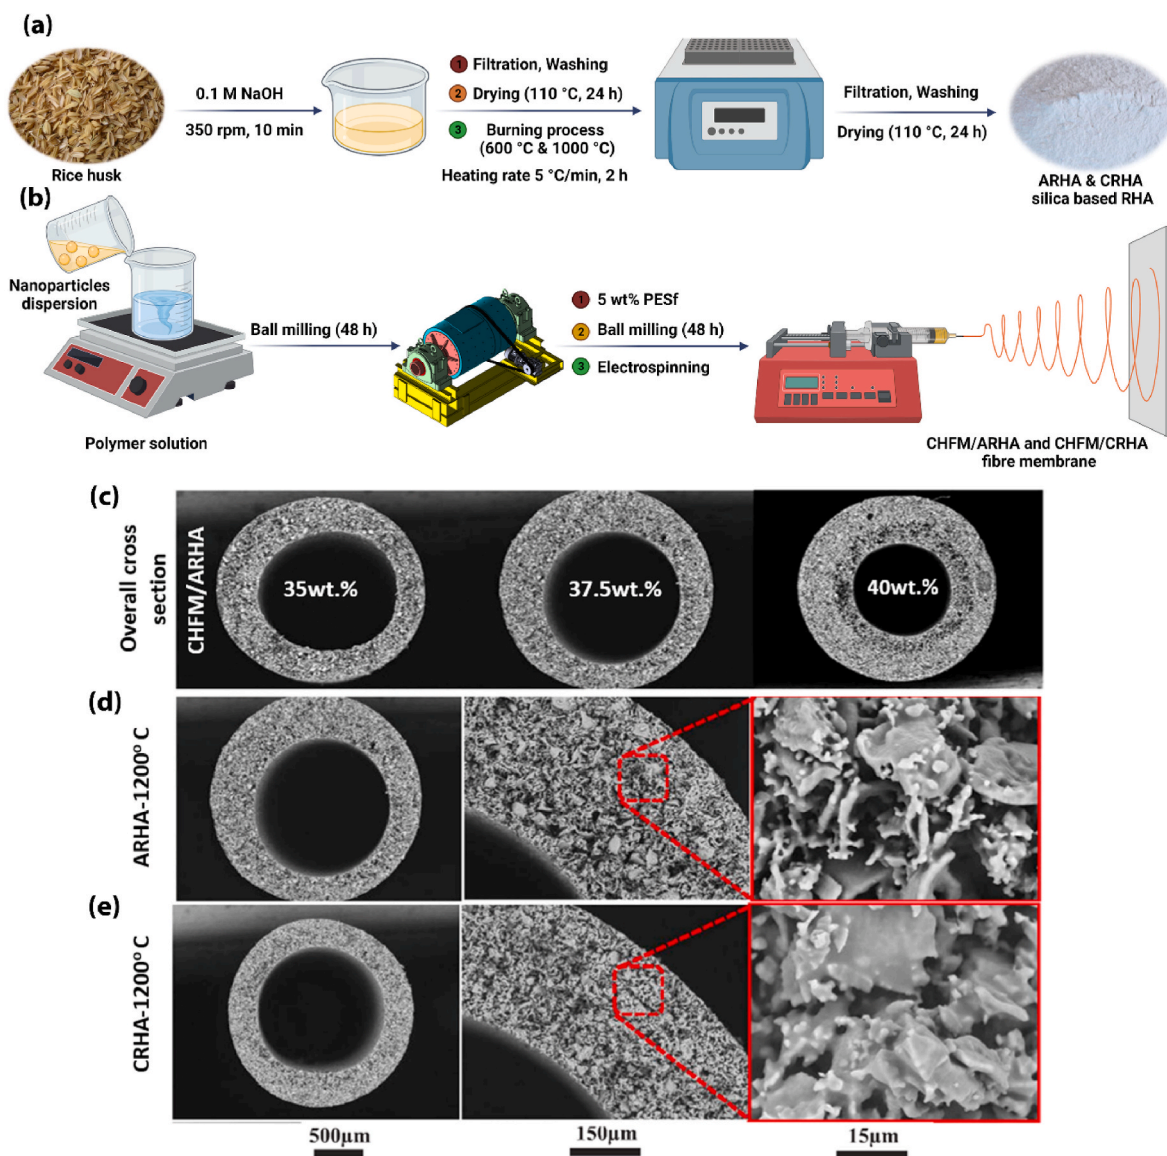 (a)
0.1 M NaOH
350 rpm, 10 min
Rice husk
1 Filtration, Washing
2 Drying (110 °C, 24 h)
3 Burning process
(600 °C & 1000 °C)
Heating rate 5 °C/min, 2 h
Filtration, Washing
Drying (110 °C, 24 h)
ARHA & CRHA
silica based RHA
(b)
Nanoparticles
dispersion
Polymer solution
Ball milling (48 h)
1 5 wt% PESf
2 Ball milling (48 h)
3 Electrospinning
CHFM/ARHA and CHFM/CRHA
fibre membrane
(c)
Overall cross
section
CHFM/ARHA
35wt.%
37.5wt.%
40wt.%
(d)
ARHA-1200º C
(e)
CRHA-1200º C
500µm
150µm
15µm